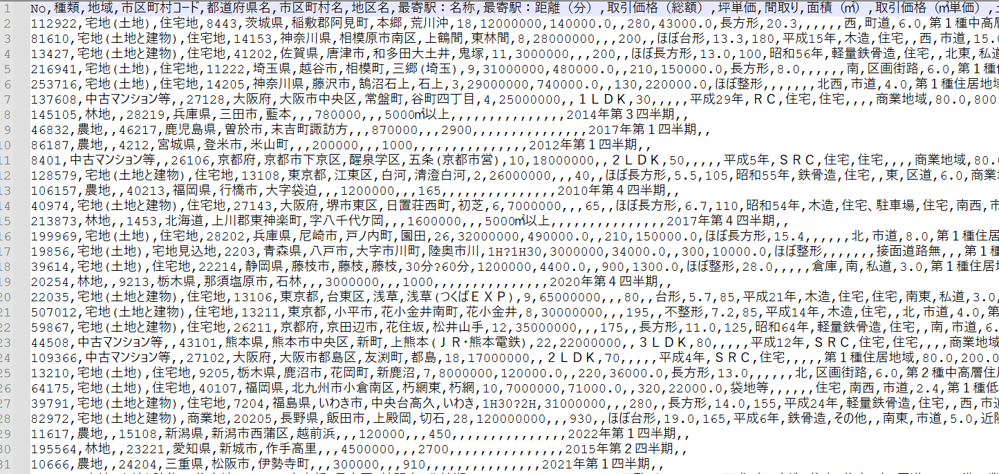 1 No,種類,地域,市区町村コード,都道府県名,市区町村名,地区名,最寄駅：名称,最寄駅：距離（分）,取引価格（総額）,坪単価,間取り,面積（㎡）,取引価格（㎡単価）,
2 112922,宅地(土地),住宅地,8443,茨城県,稲敷郡阿見町,本郷,荒川沖,18,12000000,140000.0,,280,43000.0,長方形,20.3,,,,,,西,町道,6.0,第１種中高層
3 81610,宅地(土地と建物),住宅地,14153,神奈川県,相模原市南区,上鶴間,東林間,8,28000000,,,200,,ほぼ台形,13.3,180,平成15年,木造,住宅,,西,市道,15.0
4 13427,宅地(土地と建物),住宅地,41202,佐賀県,唐津市,和多田大土井,鬼塚,11,3000000,,,200,,ほぼ長方形,13.0,100,昭和56年,軽量鉄骨造,住宅,,北東,私道
5 216941,宅地(土地),住宅地,11222,埼玉県,越谷市,相模町,三郷(埼玉),9,31000000,480000.0,,210,150000.0,長方形,8.0,,,,,,南,区画街路,6.0,第１種住
6 253716,宅地(土地),住宅地,14205,神奈川県,藤沢市,鵠沼石上,石上,3,29000000,740000.0,,130,220000.0,ほぼ整形,,,,,,,北西,市道,4.0,第１種住居地域
7 137608,中古マンション等,,27128,大阪府,大阪市中央区,常盤町,谷町四丁目,4,25000000,,１ＬＤＫ,30,,,,,平成29年,ＲＣ,住宅,住宅,,,,商業地域,80.0,800
8 145105,林地,,28219,兵庫県,三田市,藍本,,,780000,,,5000㎡以上,,,,,,,,,,,,,,,2014年第３四半期,,
9 46832,農地,,46217,鹿児島県,曽於市,末吉町諏訪方,,,870000,,,2900,,,,,,,,,,,,,,,2017年第１四半期,,
10 86187,農地,,4212,宮城県,登米市,米山町,,,200000,,,1000,,,,,,,,,,,,,,,2012年第１四半期,,
11 8401,中古マンション等,,26106,京都府,京都市下京区,醒泉学区,五条(京都市営),10,18000000,,２ＬＤＫ,50,,,,,平成5年,ＳＲＣ,住宅,住宅,,,,商業地域,80.
12 128579,宅地(土地と建物),住宅地,13108,東京都,江東区,白河,清澄白河,2,26000000,,,40,,ほぼ長方形,5.5,105,昭和55年,鉄骨造,住宅,,東,区道,6.0,商業
13 106157,農地,,40213,福岡県,行橋市,大字袋迫,,,1200000,,,165,,,,,,,,,,,,,,,2010年第４四半期,,
14 40974,宅地(土地と建物),住宅地,27143,大阪府,堺市東区,日置荘西町,初芝,6,7000000,,,65,,ほぼ長方形,6.7,110,昭和54年,木造,住宅、駐車場,住宅,南西,市
15 213873,林地,,1453,北海道,上川郡東神楽町,字八千代ケ岡,,,1600000,,,5000㎡以上,,,,,,,,,,,,,,,2017年第４四半期,,
16 199969,宅地(土地),住宅地,28202,兵庫県,尼崎市,戸ノ内町,園田,26,32000000,490000.0,,210,150000.0,ほぼ長方形,15.4,,,,,,北,市道,8.0,第１種住居
17 19856,宅地(土地),宅地見込地,2203,青森県,八戸市,大字市川町,陸奥市川,1H?1H30,3000000,34000.0,,300,10000.0,ほぼ整形,,,,,,,接面道路無,,,第１種
18 39614,宅地(土地),住宅地,22214,静岡県,藤枝市,藤枝,藤枝,30分?60分,1200000,4400.0,,900,1300.0,ほぼ整形,28.0,,,,,倉庫,南,私道,3.0,第１種住居地
19 20254,林地,,9213,栃木県,那須塩原市,石林,,,3000000,,,1000,,,,,,,,,,,,,,,2020年第４四半期,,
20 22035,宅地(土地と建物),住宅地,13106,東京都,台東区,浅草,浅草(つくばＥＸＰ),9,65000000,,,80,,台形,5.7,85,平成21年,木造,住宅,住宅,南東,私道,3.0,
21 507012,宅地(土地と建物),住宅地,13211,東京都,小平市,花小金井南町,花小金井,8,30000000,,,195,,不整形,7.2,85,平成14年,木造,住宅,,北,市道,4.0,第
22 59867,宅地(土地と建物),住宅地,26211,京都府,京田辺市,花住坂,松井山手,12,35000000,,,175,,長方形,11.0,125,昭和64年,軽量鉄骨造,住宅,,南,市道,6.
23 44508,中古マンション等,,43101,熊本県,熊本市中央区,新町,上熊本(ＪＲ･熊本電鉄),22,22000000,,３ＬＤＫ,80,,,,,平成12年,ＳＲＣ,住宅,住宅,,,,商業地域
24 109366,中古マンション等,,27102,大阪府,大阪市都島区,友渕町,都島,18,17000000,,２ＬＤＫ,70,,,,,平成4年,ＳＲＣ,住宅,,,,,第１種住居地域,80.0,200.0
25 13210,宅地(土地),住宅地,9205,栃木県,鹿沼市,花岡町,新鹿沼,7,8000000,120000.0,,220,36000.0,長方形,13.0,,,,,,北,区画街路,6.0,第２種中高層住居
26 64175,宅地(土地),住宅地,40107,福岡県,北九州市小倉南区,朽網東,朽網,10,7000000,71000.0,,320,22000.0,袋地等,,,,,,住宅,南西,市道,2.4,第１種低
27 39791,宅地(土地と建物),住宅地,7204,福島県,いわき市,中央台高久,いわき,1H30?2H,31000000,,,280,,長方形,14.0,155,平成24年,軽量鉄骨造,住宅,,西,市道
28 82972,宅地(土地と建物),商業地,20205,長野県,飯田市,上殿岡,切石,28,120000000,,,930,,ほぼ台形,19.0,165,平成6年,鉄骨造,その他,,南東,市道,5.0,近隣
29 11617,農地,,15108,新潟県,新潟市西蒲区,越前浜,,,120000,,,450,,,,,,,,,,,,,,,2022年第１四半期,,
30 195564,林地,,23221,愛知県,新城市,作手高里,,,4500000,,,2700,,,,,,,,,,,,,,,2015年第２四半期,,
31 10666,農地,,24204,三重県,松阪市,伊勢寺町,,,300000,,,910,,,,,,,,,,,,,,,2021年第１四半期,,